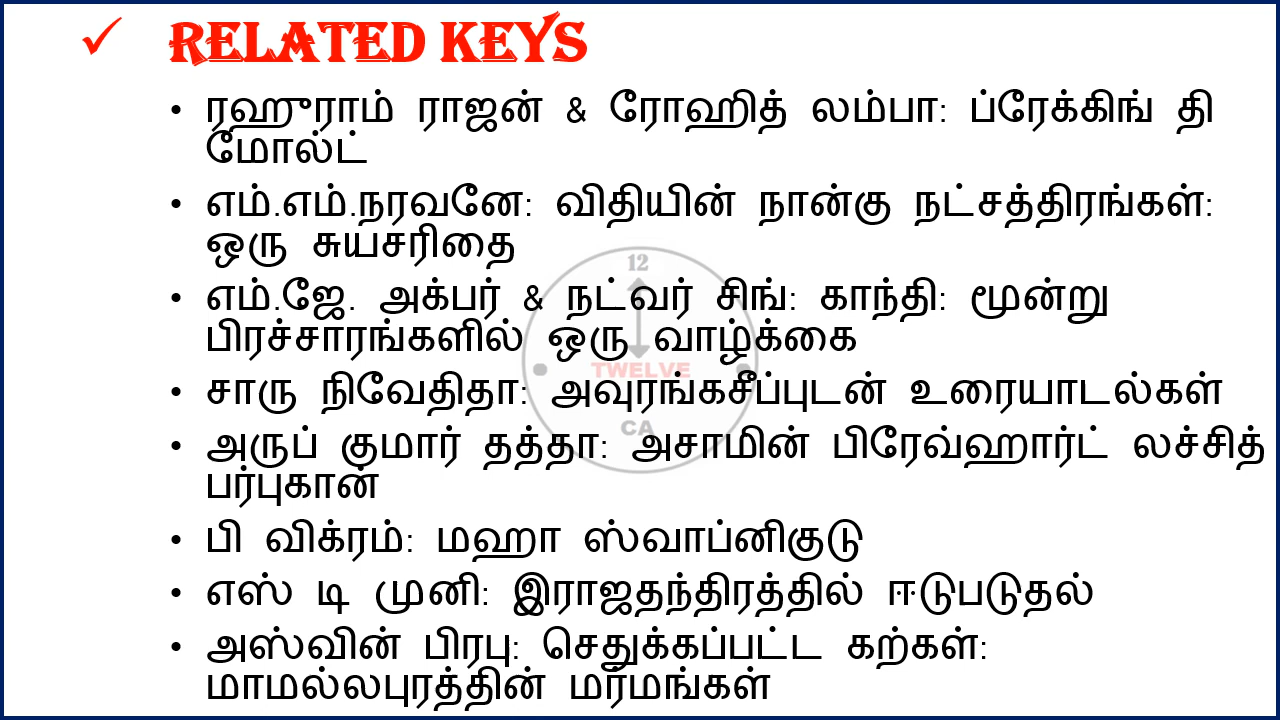 RELATED KEYS
• ரஹுராம் ராஜன் & ரோஹித் லம்பா: ப்ரேக்கிங் தி
மோல்ட்
• எம்.எம்.நரவனே: விதியின் நான்கு நட்சத்திரங்கள்:
ஒரு சுயசரிதை
• எம்.ஜே. அக்பர் & நட்வர் சிங்: காந்தி: மூன்று
பிரச்சாரங்களில் ஒரு வாழ்க்கை
• சாரு நிவேதிதா: அவுரங்கசீப்புடன் உரையாடல்கள்
• அருப் குமார் தத்தா: அசாமின் பிரேவ்ஹார்ட் லச்சித்
பர்புகான்
• பி விக்ரம்: மஹா ஸ்வாப்னிகுடு
• எஸ் டி முனி: இராஜதந்திரத்தில் ஈடுபடுதல்
• அஸ்வின் பிரபு: செதுக்கப்பட்ட கற்கள்:
மாமல்லபுரத்தின் மர்மங்கள்
12
TWELVE
CA